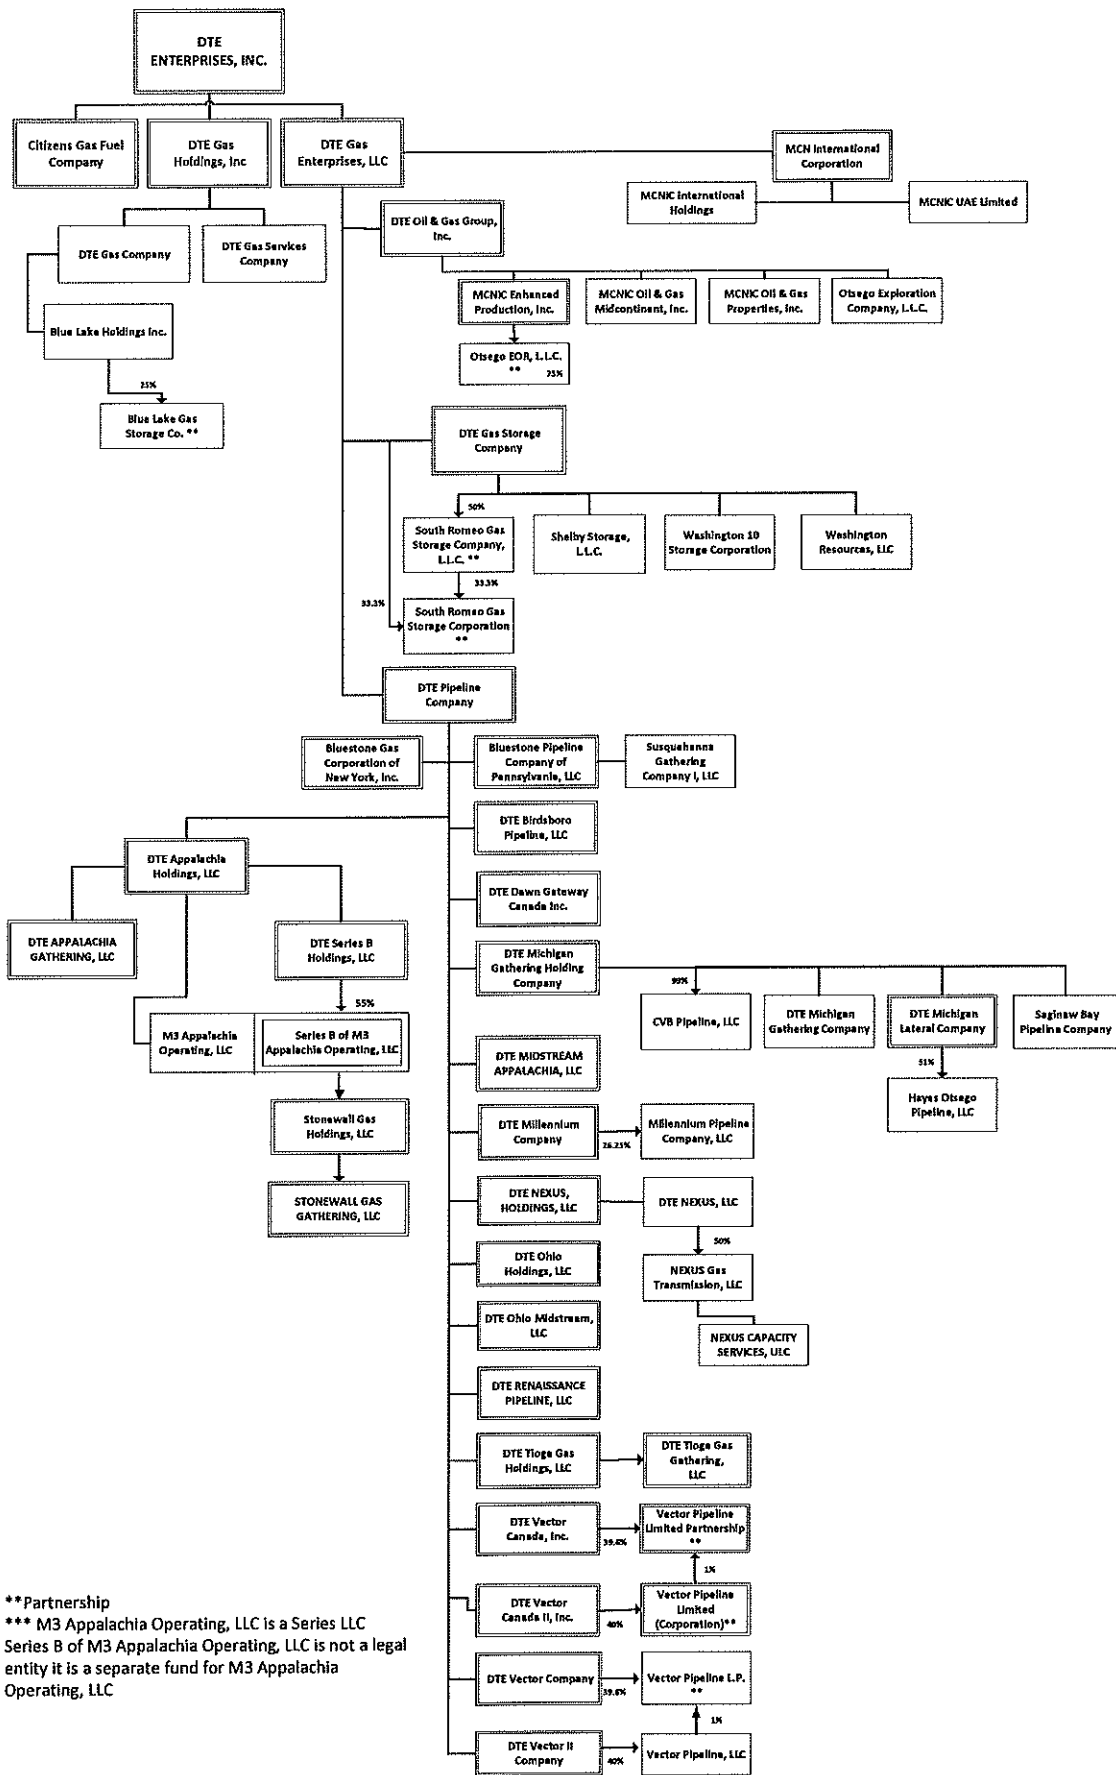 DTE
ENTERPRISES, INC.
Citizens Gas Fuel
Company
DTE Gas
Holdings, Inc
DTE Gas
Enterprises, LLC
MCN International
Corporation
MCNIC International
Holdings
MCNIC UAE Limited
DTE Oil & Gas Group,
Inc.
DTE Gas Company
DTE Gas Services
Company
MCNIC Enhanced
Production, Inc.
MCNIC Oil & Gas
Midcontinent, Inc.
MCNIC Oil & Gas
Properties, Inc.
Otsego Exploration
Company, L.L.C.
Blue Lake Holdings Inc.
Otsego EOR, L.L.C.
**
75%
25%
Blue Lake Gas
Storage Co. **
DTE Gas Storage
Company
50%
South Romeo Gas
Storage Company,
L.L.C. **
Shelby Storage,
L.L.C.
Washington 10
Storage Corporation
Washington
Resources, LLC
33.3%
33.3%
South Romeo Gas
Storage Corporation
**
DTE Pipeline
Company
Bluestone Gas
Corporation of
New York, Inc.
Bluestone Pipeline
Company of
Pennsylvania, LLC
Susquehanna
Gathering
Company I, LLC
DTE Birdsboro
Pipeline, LLC
DTE Appalachia
Holdings, LLC
DTE Dawn Gateway
Canada Inc.
DTE APPALACHIA
GATHERING, LLC
DTE Series B
Holdings, LLC
DTE Michigan
Gathering Holding
Company
55%
99%
M3 Appalachia
Operating, LLC
Series B of M3
Appalachia Operating, LLC
CVB Pipeline, LLC
DTE Michigan
Gathering Company
DTE Michigan
Lateral Company
Saginaw Bay
Pipeline Company
51%
Hayes Otsego
Pipeline, LLC
DTE MIDSTREAM
APPALACHIA, LLC
Stonewall Gas
Holdings, LLC
DTE Millennium
Company
26.25%
Millennium Pipeline
Company, LLC
STONEWALL GAS
GATHERING, LLC
DTE NEXUS,
HOLDINGS, LLC
DTE NEXUS, LLC
50%
DTE Ohio
Holdings, LLC
NEXUS Gas
Transmission, LLC
DTE Ohio Midstream,
LLC
NEXUS CAPACITY
SERVICES, ULC
DTE RENAISSANCE
PIPELINE, LLC
DTE Tioga Gas
Holdings, LLC
DTE Tioga Gas
Gathering,
LLC
DTE Vector
Canada, Inc.
39.6%
Vector Pipeline
Limited Partnership
**
1%
DTE Vector
Canada II, Inc.
40%
Vector Pipeline
Limited
(Corporation)**
DTE Vector Company
39.6%
Vector Pipeline L.P.
**
1%
DTE Vector II
Company
40%
Vector Pipeline, LLC
**Partnership
*** M3 Appalachia Operating, LLC is a Series LLC
Series B of M3 Appalachia Operating, LLC is not a legal
entity it is a separate fund for M3 Appalachia
Operating, LLC